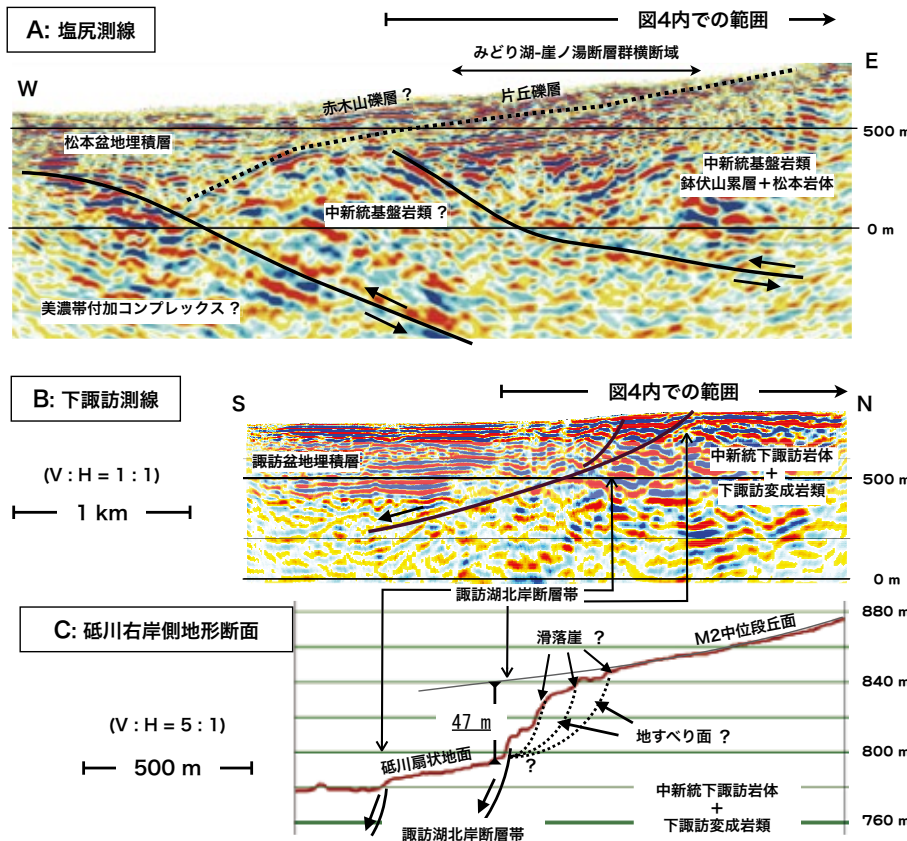 A: 塩尻測線
図4内での範囲
みどり湖-崖ノ湯断層群横断域
W
E
赤木山礫層 ?
片丘礫層
松本盆地埋積層
500 m
中新統基盤岩類
鉢伏山累層＋松本岩体
中新統基盤岩類 ?
0 m
美濃帯付加コンプレックス ?
B: 下諏訪測線
図4内での範囲
S
N
(V : H = 1 : 1)
1 km
諏訪盆地埋積層
中新統下諏訪岩体
+
下諏訪変成岩類
500 m
0 m
諏訪湖北岸断層帯
C: 砥川右岸側地形断面
880 m
滑落崖 ?
M2中位段丘面
840 m
(V : H = 5 : 1)
47 m
地すべり面 ?
500 m
砥川扇状地面
?
800 m
中新統下諏訪岩体
+
下諏訪変成岩類
760 m
諏訪湖北岸断層帯